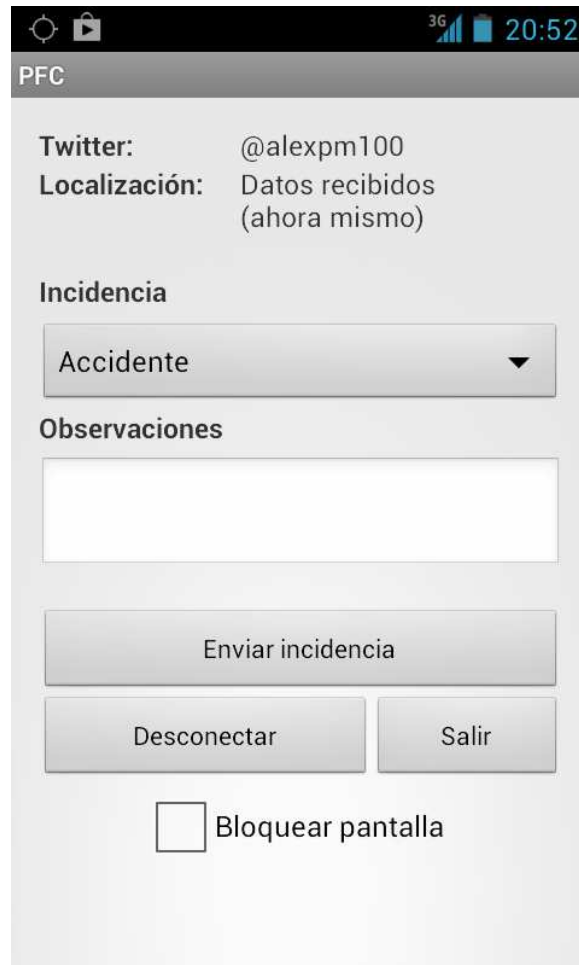 3G 20:52
PFC
Twitter: @alexpm100
Localización: Datos recibidos
(ahora mismo)
Incidencia
Accidente
Observaciones
Enviar incidencia
Desconectar Salir
Bloquear pantalla